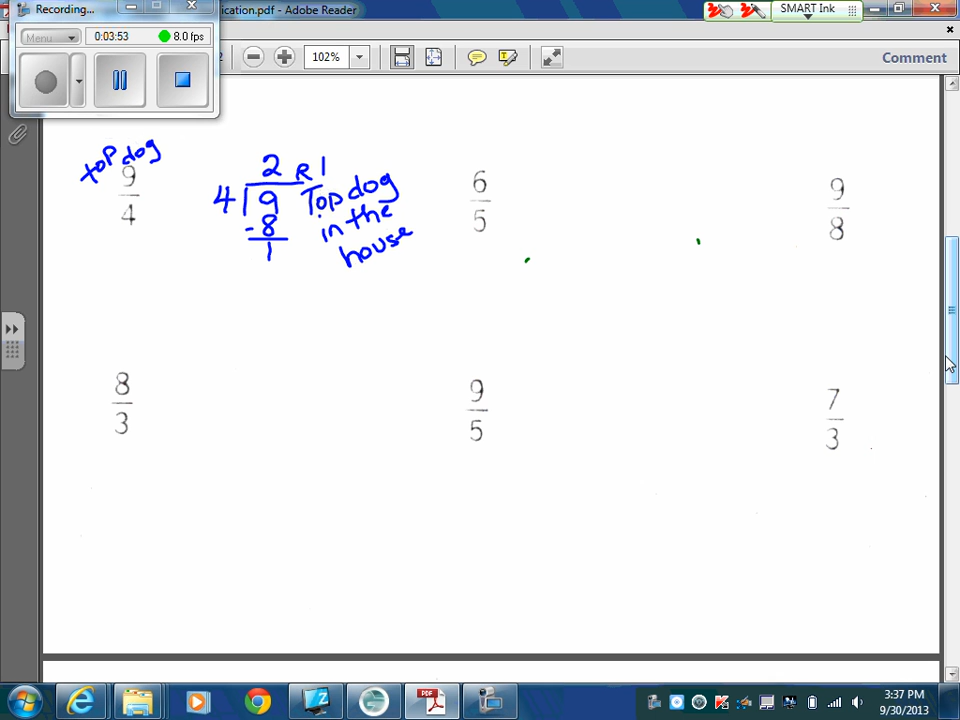 Recording...
ication.pdf - Adobe Reader
SMART Ink
Menu
0:03:53
8.0 fps
102%
Comment
top dog
9
4
2 R 1
4 9
-8
1
Top dog
in the
house
6
5
9
8
8
3
9
5
7
3
3:37 PM
9/30/2013